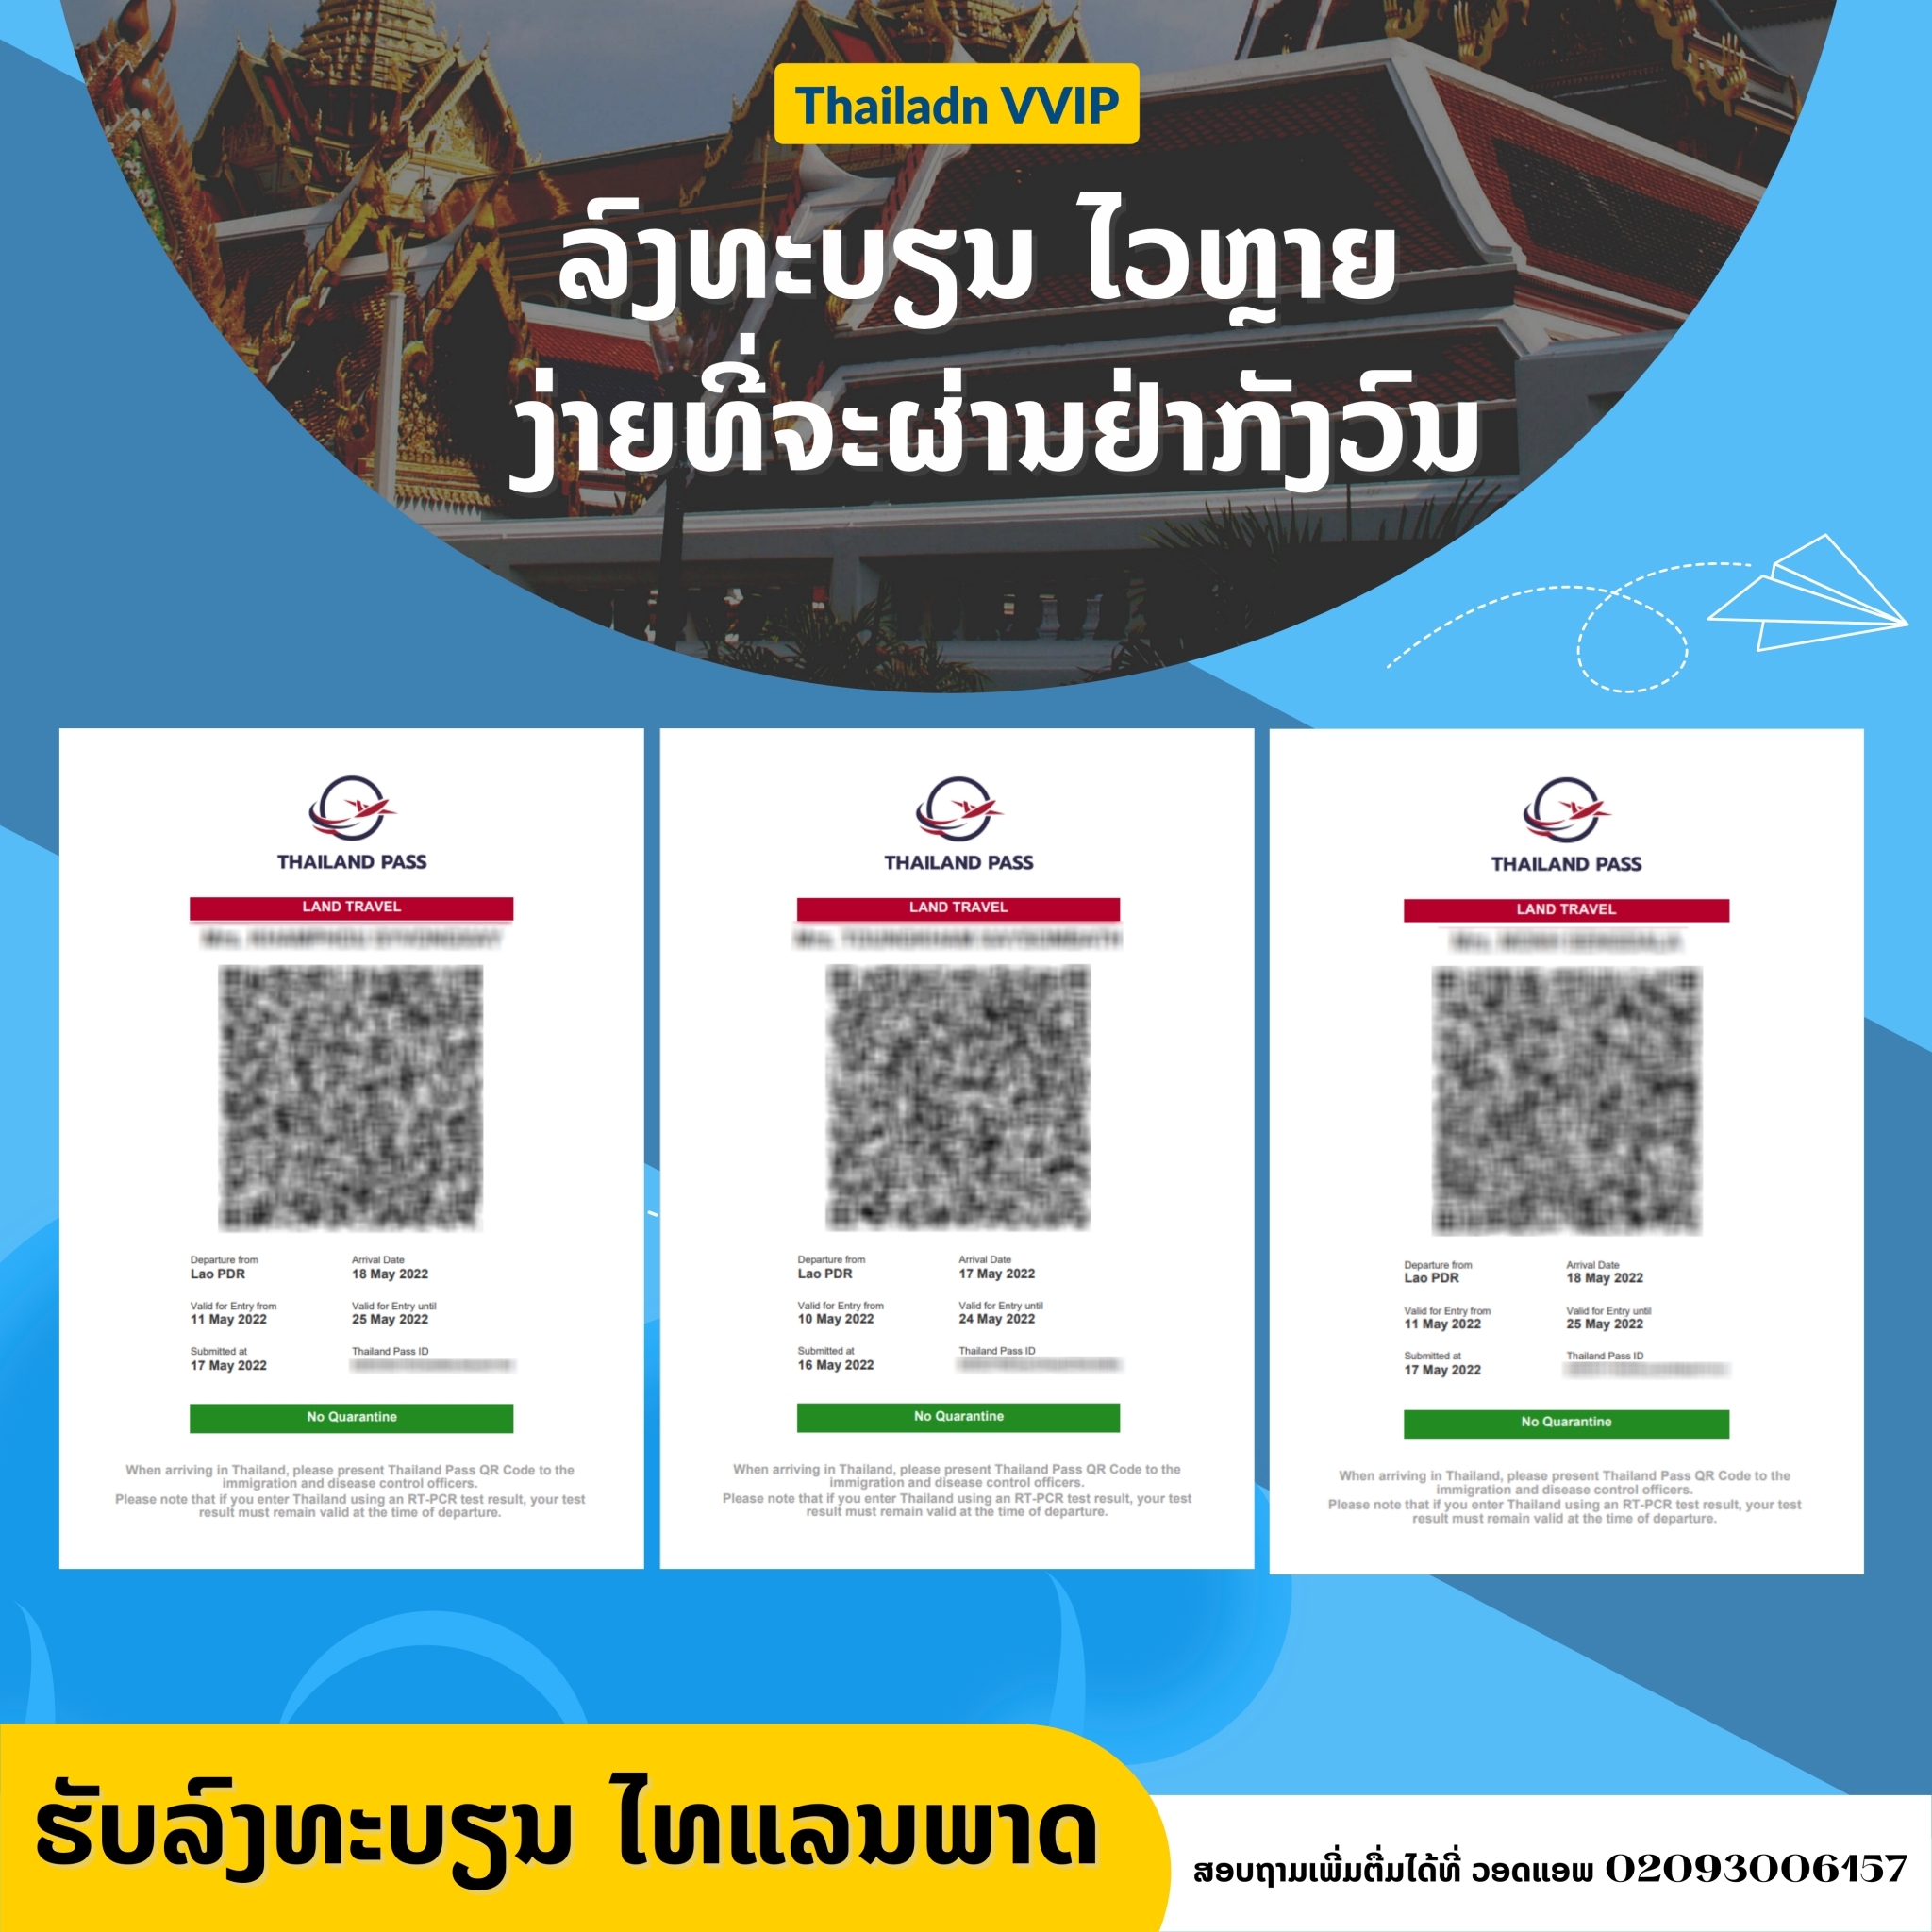 Thailadn VVIP
ລົງທະບຽນ ໄວຫຼາຍ
ງ່າຍທີ່ຈະຜ່ານຢ່າກັງວົນ
THAILAND PASS
LAND TRAVEL
Departure from
Lao PDR
Arrival Date
18 May 2022
Valid for Entry from
11 May 2022
Valid for Entry until
25 May 2022
Submitted at
17 May 2022
Thailand Pass ID
No Quarantine
When arriving in Thailand, please present Thailand Pass QR Code to the
immigration and disease control officers.
Please note that if you enter Thailand using an RT-PCR test result, your test
result must remain valid at the time of departure.
THAILAND PASS
LAND TRAVEL
Departure from
Lao PDR
Arrival Date
17 May 2022
Valid for Entry from
10 May 2022
Valid for Entry until
24 May 2022
Submitted at
16 May 2022
Thailand Pass ID
No Quarantine
When arriving in Thailand, please present Thailand Pass QR Code to the
immigration and disease control officers.
Please note that if you enter Thailand using an RT-PCR test result, your test
result must remain valid at the time of departure.
THAILAND PASS
LAND TRAVEL
Departure from
Lao PDR
Arrival Date
18 May 2022
Valid for Entry from
11 May 2022
Valid for Entry until
25 May 2022
Submitted at
17 May 2022
Thailand Pass ID
No Quarantine
When arriving in Thailand, please present Thailand Pass QR Code to the
immigration and disease control officers.
Please note that if you enter Thailand using an RT-PCR test result, your test
result must remain valid at the time of departure.
ຮັບລົງທະບຽນ ໄທແລນພາດ
ສອບຖາມເພີ່ມຕື່ມໄດ້ທີ່ ວອດແອພ 02093006157